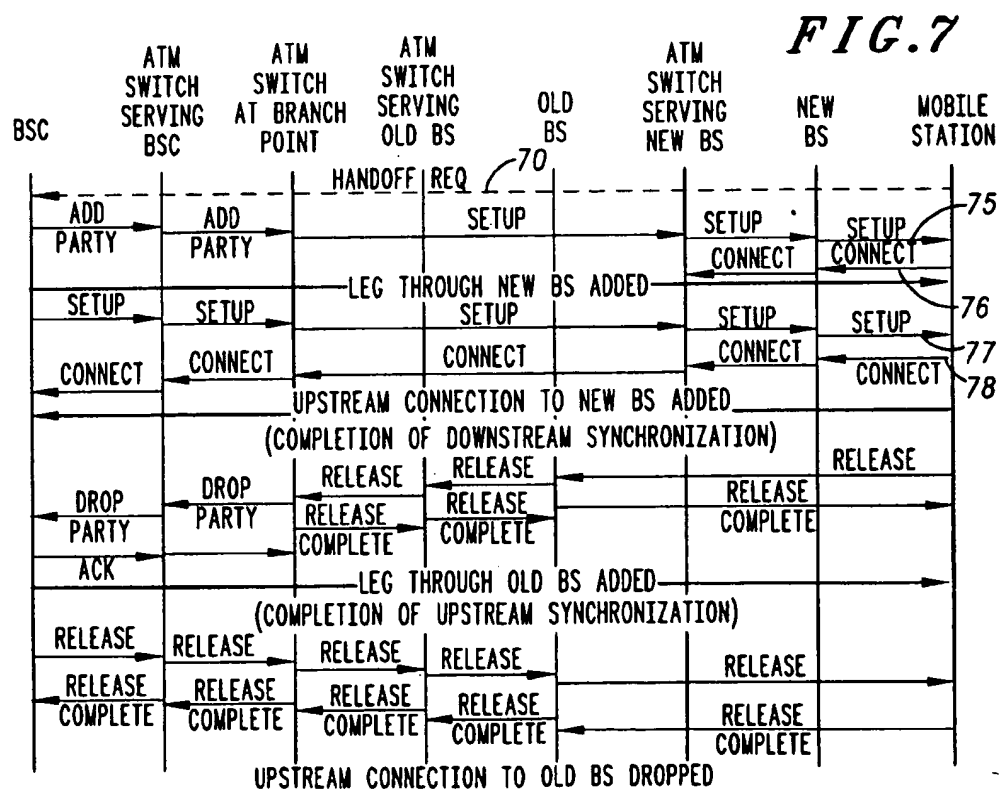 FIG.7
BSC
ATM
SWITCH
SERVING
BSC
ATM
SWITCH
AT BRANCH
POINT
ATM
SWITCH
SERVING
OLD BS
OLD
BS
ATM
SWITCH
SERVING
NEW BS
NEW
BS
MOBILE
STATION
HANDOFF REQ
70
ADD
PARTY
ADD
PARTY
SETUP
SETUP
SETUP
75
CONNECT
CONNECT
76
LEG THROUGH NEW BS ADDED
SETUP
SETUP
SETUP
SETUP
SETUP
77
CONNECT
CONNECT
CONNECT
CONNECT
CONNECT
78
UPSTREAM CONNECTION TO NEW BS ADDED
(COMPLETION OF DOWNSTREAM SYNCHRONIZATION)
RELEASE
RELEASE
RELEASE
DROP
PARTY
DROP
PARTY
RELEASE
COMPLETE
RELEASE
COMPLETE
RELEASE
COMPLETE
ACK
LEG THROUGH OLD BS ADDED
(COMPLETION OF UPSTREAM SYNCHRONIZATION)
RELEASE
RELEASE
RELEASE
RELEASE
RELEASE
RELEASE
COMPLETE
RELEASE
COMPLETE
RELEASE
COMPLETE
RELEASE
COMPLETE
RELEASE
COMPLETE
UPSTREAM CONNECTION TO OLD BS DROPPED